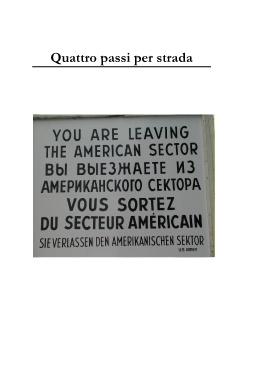 Quattro passi per strada
YOU ARE LEAVING
THE AMERICAN SECTOR
ВЫ ВЫЕЗЖАЕТЕ ИЗ
АМЕРИКАНСКОГО СЕКТОРА
VOUS SORTEZ
DU SECTEUR AMÉRICAIN
SIE VERLASSEN DEN AMERIKANISCHEN SEKTOR